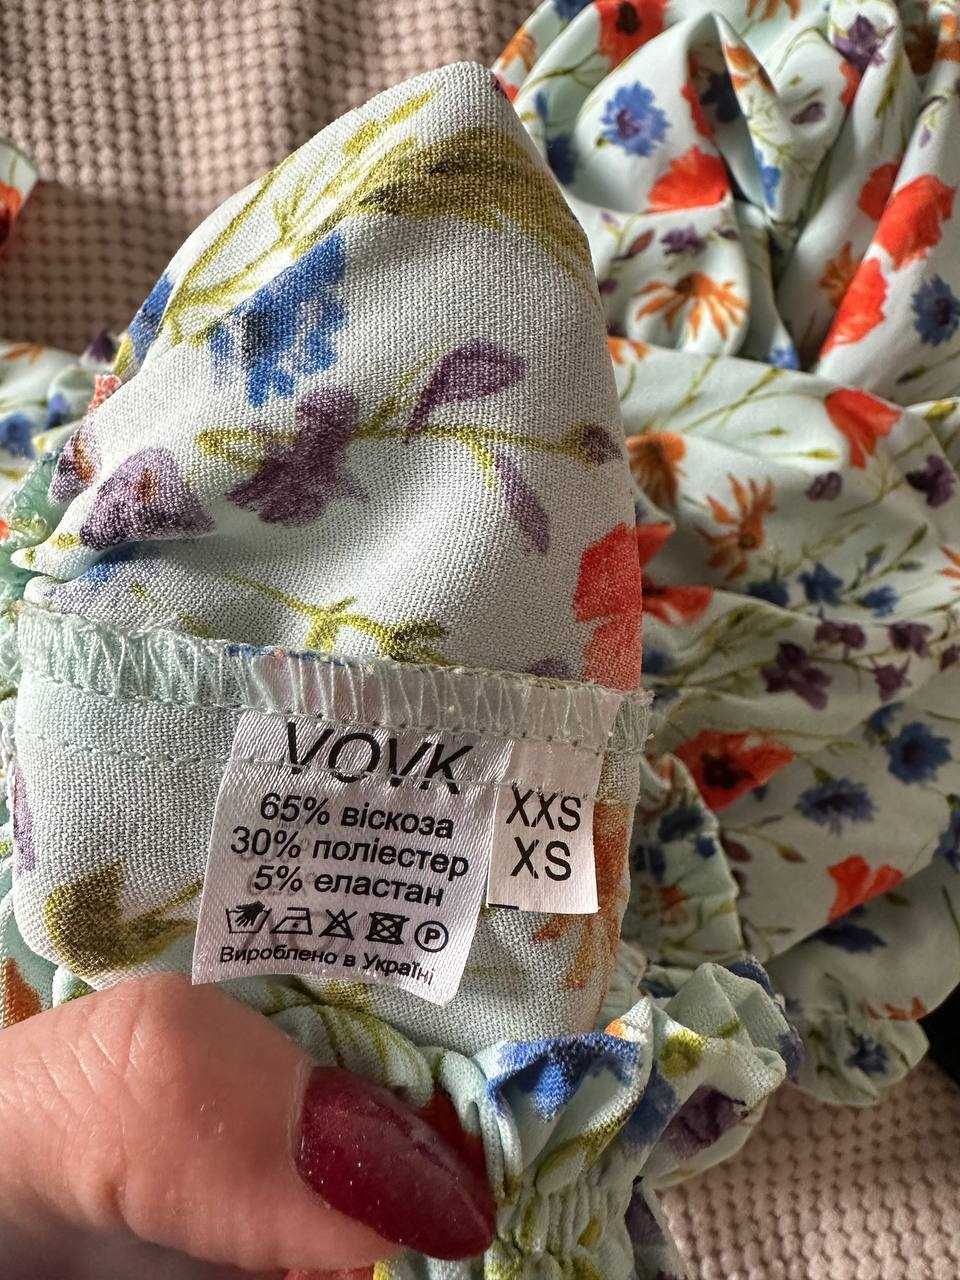 VOVK
65% віскоза
30% поліестер
5% еластан
P
Вироблено в Україні
XXS
XS